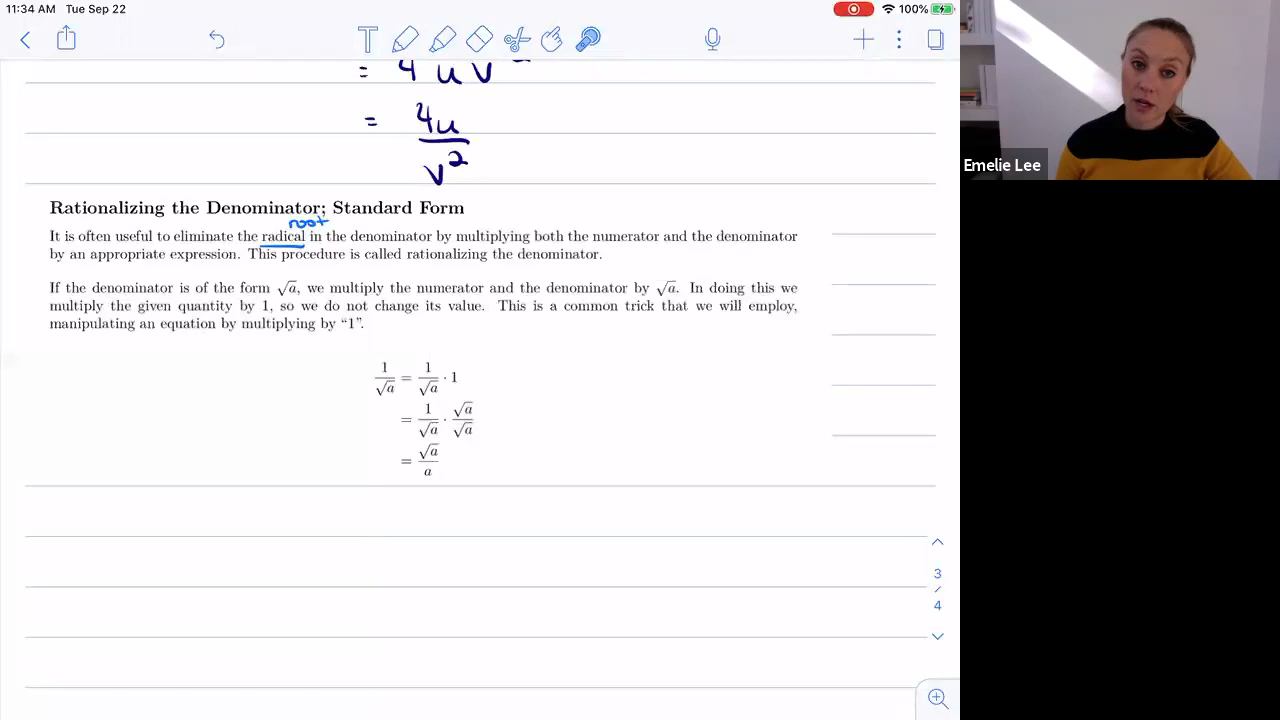 11:34 AM Tue Sep 22
100%
T
= 4 u v
= 4u
v²
Emelie Lee
Rationalizing the Denominator; Standard Form
root
It is often useful to eliminate the radical in the denominator by multiplying both the numerator and the denominator
by an appropriate expression. This procedure is called rationalizing the denominator.
If the denominator is of the form √a, we multiply the numerator and the denominator by √a. In doing this we
multiply the given quantity by 1, so we do not change its value. This is a common trick that we will employ,
manipulating an equation by multiplying by “1”.
1/√a = 1/√a · 1
= 1/√a · √a/√a
= √a/a
3
/
4